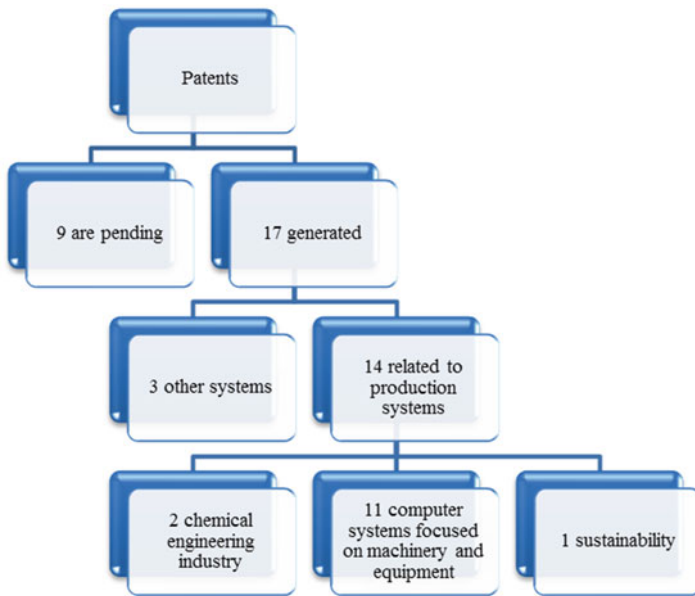 Patents
9 are pending
17 generated
3 other systems
14 related to
production
systems
2 chemical
engineering
industry
11 computer
systems focused
on machinery and
equipment
1 sustainability